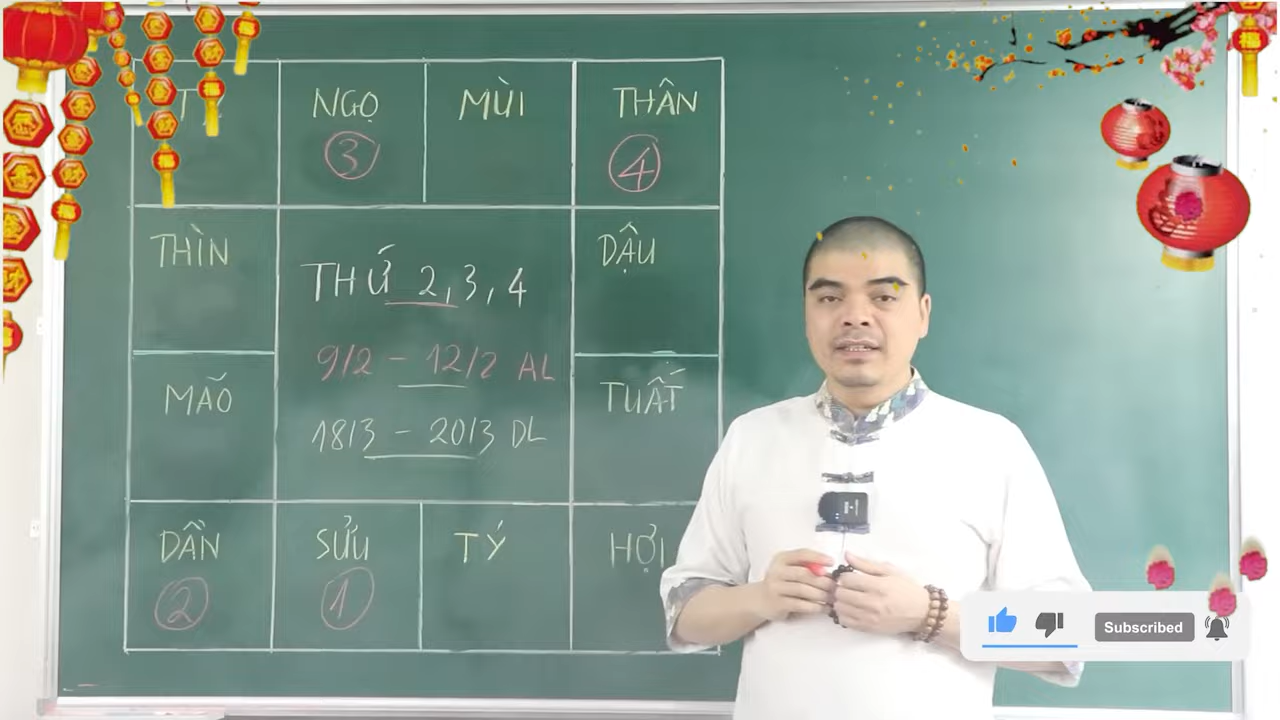 NGỌ
MÙI
THÂN
3
4
THÌN
DẬU
THỨ 2,3,4
9/2 - 12/2 AL
MÃO
TUẤT
18/3 - 20/3 DL
DẦN
SỬU
TÝ
HỢI
2
1
Subscribed